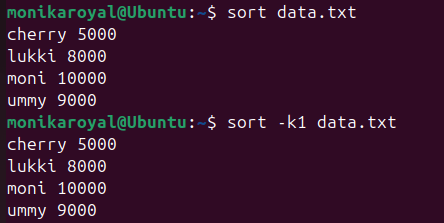 monikaroyal@Ubuntu:~$ sort data.txt
cherry 5000
lukki 8000
moni 10000
ummy 9000
monikaroyal@Ubuntu:~$ sort -k1 data.txt
cherry 5000
lukki 8000
moni 10000
ummy 9000